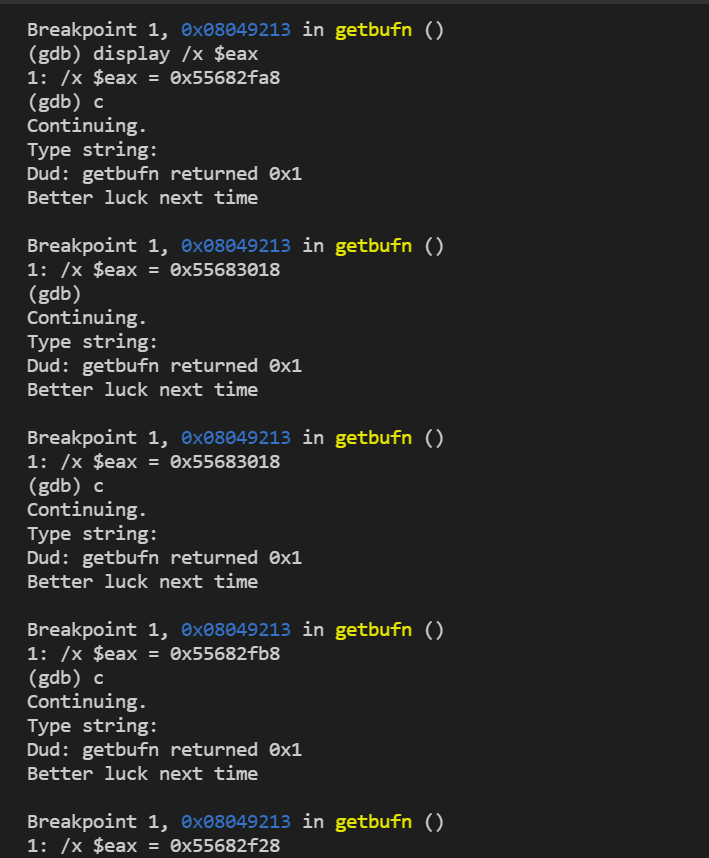 Breakpoint 1, 0x08049213 in getbufn ()
(gdb) display /x $eax
1: /x $eax = 0x55682fa8
(gdb) c
Continuing.
Type string:
Dud: getbufn returned 0x1
Better luck next time
Breakpoint 1, 0x08049213 in getbufn ()
1: /x $eax = 0x55683018
(gdb)
Continuing.
Type string:
Dud: getbufn returned 0x1
Better luck next time
Breakpoint 1, 0x08049213 in getbufn ()
1: /x $eax = 0x55683018
(gdb) c
Continuing.
Type string:
Dud: getbufn returned 0x1
Better luck next time
Breakpoint 1, 0x08049213 in getbufn ()
1: /x $eax = 0x55682fb8
(gdb) c
Continuing.
Type string:
Dud: getbufn returned 0x1
Better luck next time
Breakpoint 1, 0x08049213 in getbufn ()
1: /x $eax = 0x55682f28